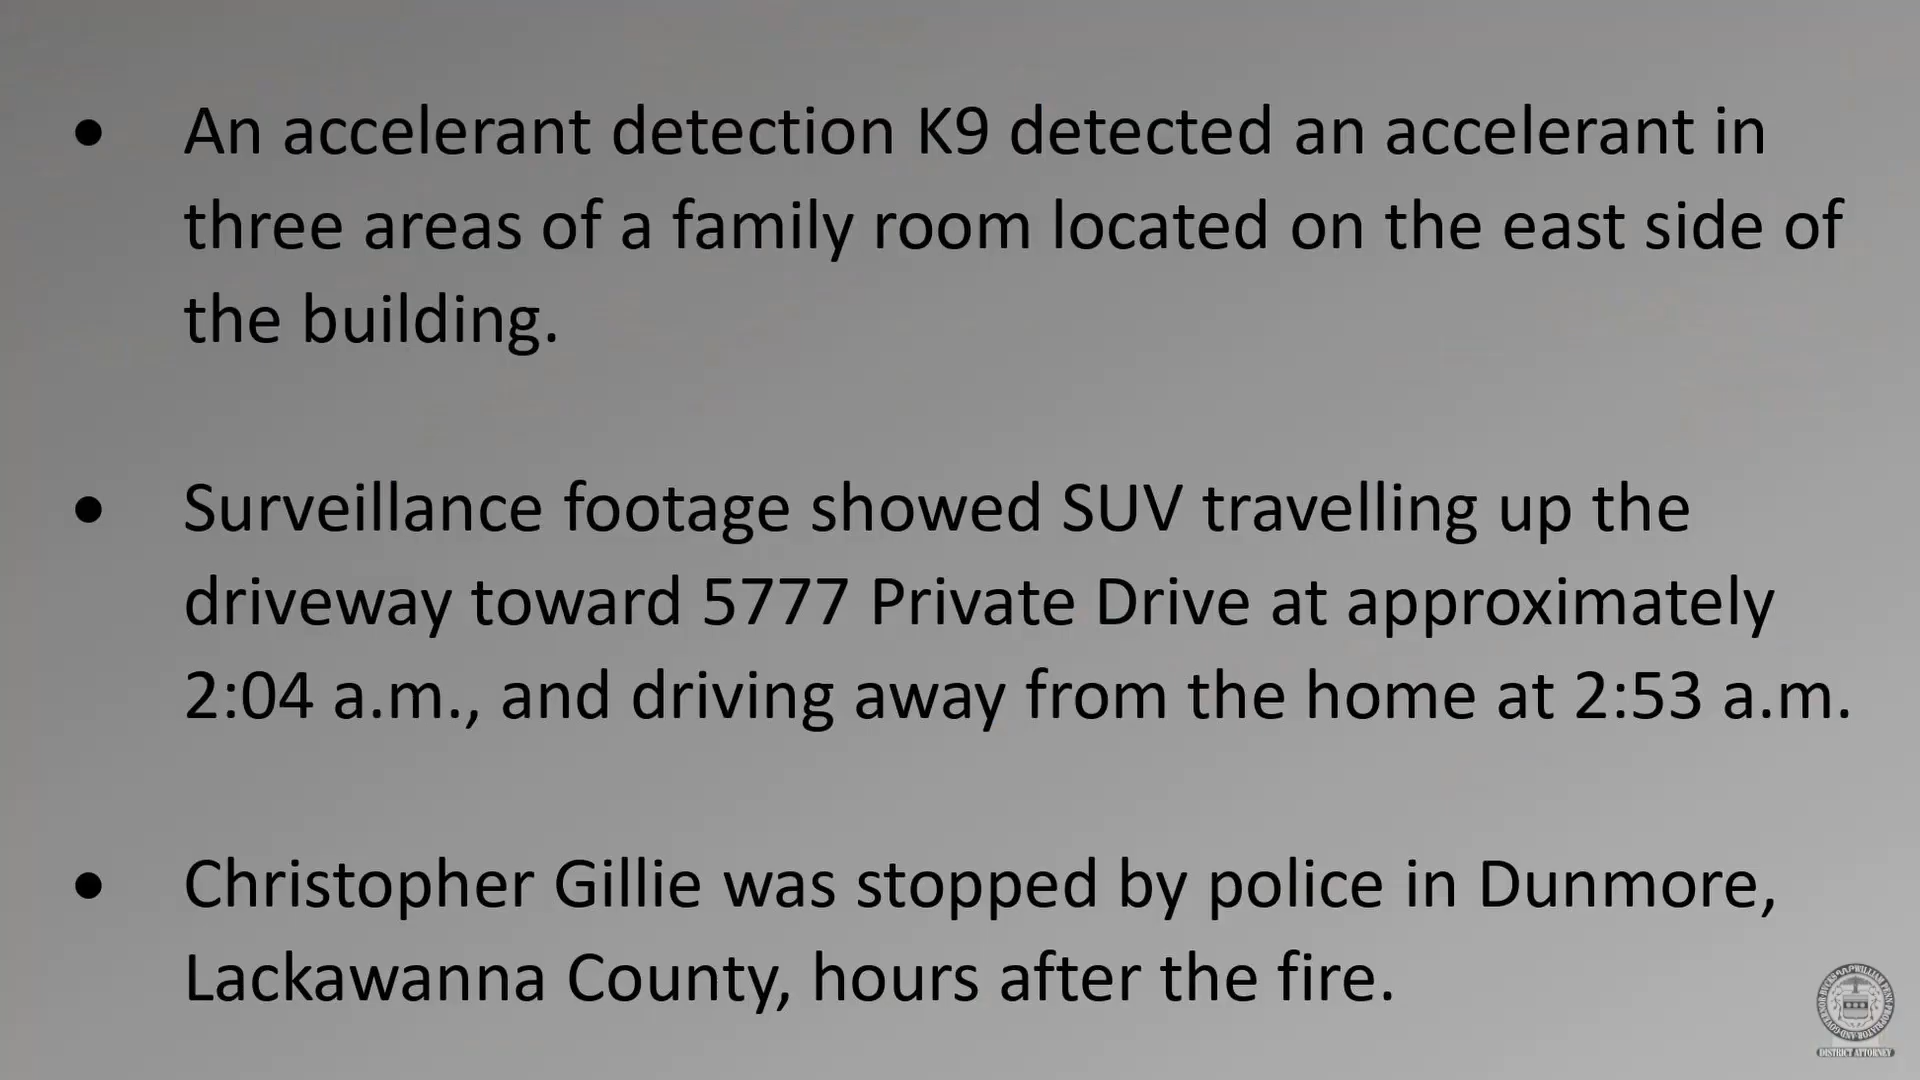 • An accelerant detection K9 detected an accelerant in
three areas of a family room located on the east side of
the building.
• Surveillance footage showed SUV travelling up the
driveway toward 5777 Private Drive at approximately
2:04 a.m., and driving away from the home at 2:53 a.m.
• Christopher Gillie was stopped by police in Dunmore,
Lackawanna County, hours after the fire.
DISTRICT ATTORNEY